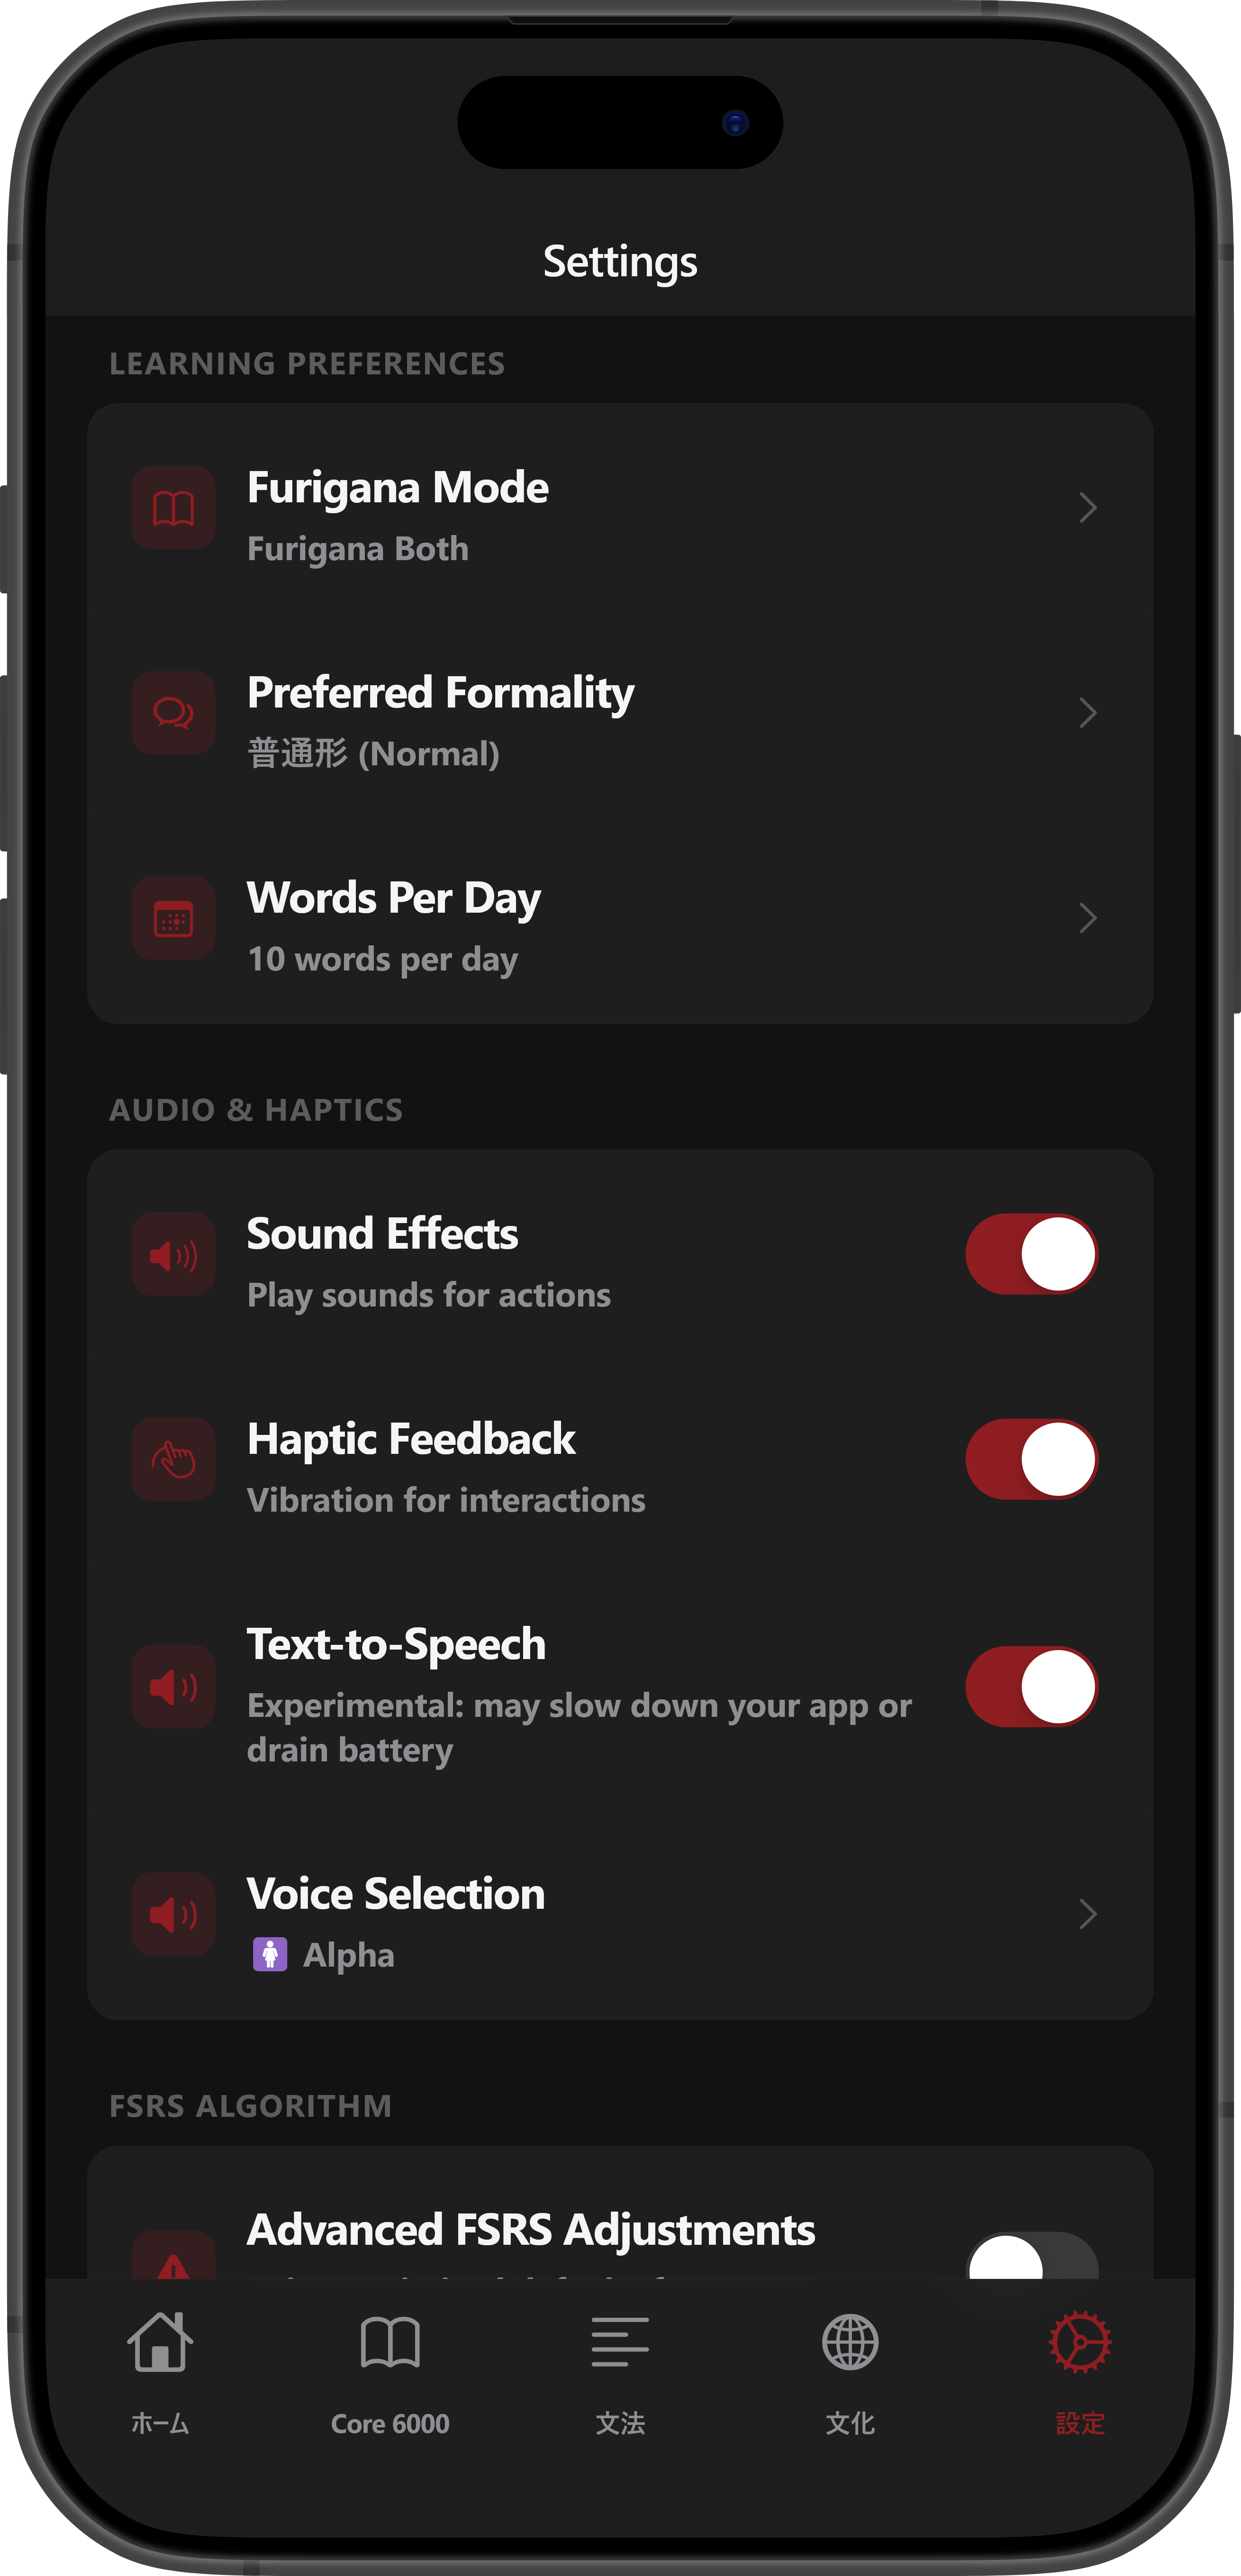 Settings
LEARNING PREFERENCES
Furigana Mode
Furigana Both
Preferred Formality
普通形 (Normal)
Words Per Day
10 words per day
AUDIO & HAPTICS
Sound Effects
Play sounds for actions
Haptic Feedback
Vibration for interactions
Text-to-Speech
Experimental: may slow down your app or
drain battery
Voice Selection
🚺 Alpha
FSRS ALGORITHM
Advanced FSRS Adjustments
ホーム
Core 6000
文法
文化
設定